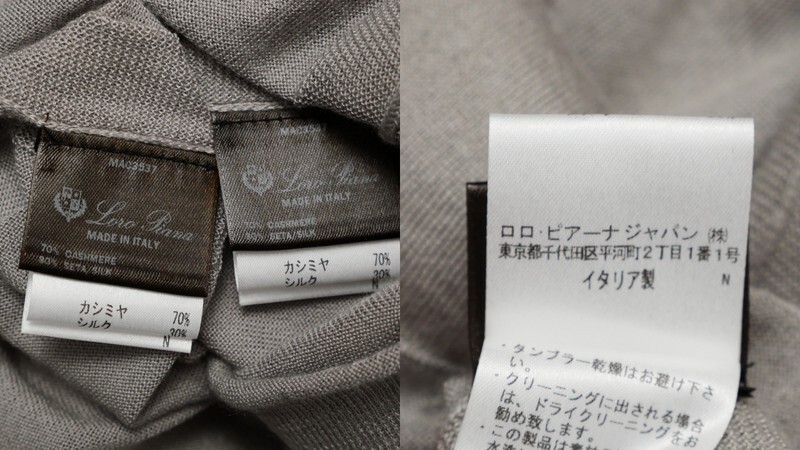 Loro Piana
MADE IN ITALY
70% CASHMERE
30% BETA/SILK
カシミヤ 70%
シルク 30%
N
Loro Piana
MADE IN ITALY
CASHMERE
BETA/SILK
カシミヤ 70%
シルク 30%
N
ロロ・ピアーナジャパン (株)
東京都千代田区平河町2丁目1番1号
イタリア製 N
・タンブラー乾燥はお避け下さ
い。
・クリーニングに出される場合
は、ドライクリーニングをお
勧め致します。
・この製品は素材